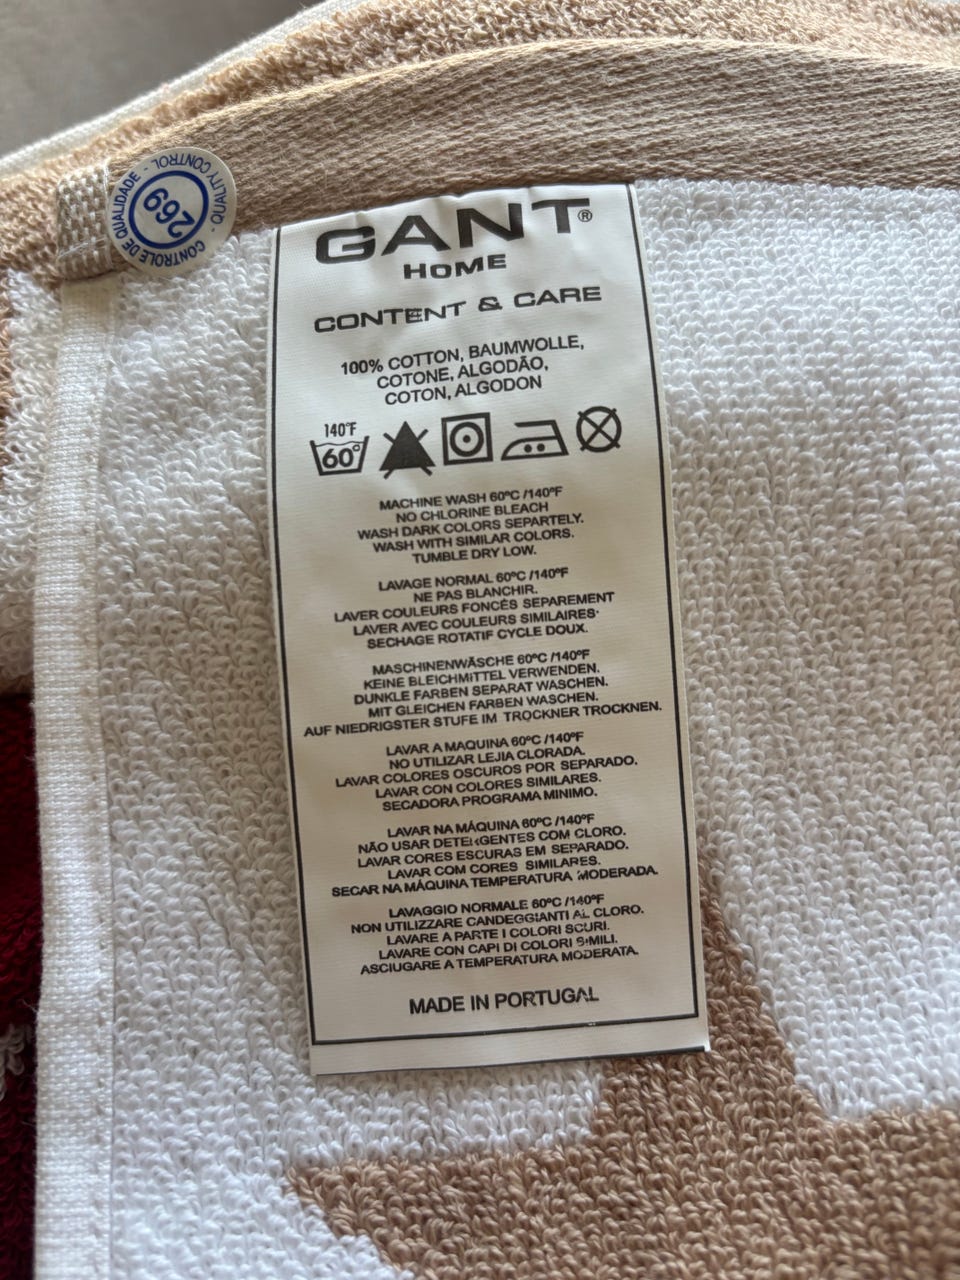 CONTROLE DE QUALIDADE - QUALITY CONTROL -
269
GANT®
HOME
CONTENT & CARE
100% COTTON, BAUMWOLLE,
COTONE, ALGODÃO,
COTON, ALGODON
140°F
60°
MACHINE WASH 60°C /140°F
NO CHLORINE BLEACH
WASH DARK COLORS SEPARTELY.
WASH WITH SIMILAR COLORS.
TUMBLE DRY LOW.
LAVAGE NORMAL 60°C /140°F
NE PAS BLANCHIR.
LAVER COULEURS FONCÉS SEPAREMENT
LAVER AVEC COULEURS SIMILAIRES.
SECHAGE ROTATIF CYCLE DOUX.
MASCHINENWÄSCHE 60°C /140°F
KEINE BLEICHMITTEL VERWENDEN.
DUNKLE FARBEN SEPARAT WASCHEN.
MIT GLEICHEN FARBEN WASCHEN.
AUF NIEDRIGSTER STUFE IM TROCKNER TROCKNEN.
LAVAR A MAQUINA 60°C /140°F
NO UTILIZAR LEJIA CLORADA.
LAVAR COLORES OSCUROS POR SEPARADO.
LAVAR CON COLORES SIMILARES.
SECADORA PROGRAMA MINIMO.
LAVAR NA MÁQUINA 60°C /140°F
NÃO USAR DETERGENTES COM CLORO.
LAVAR CORES ESCURAS EM SEPARADO.
LAVAR COM CORES SIMILARES.
SECAR NA MÁQUINA TEMPERATURA MODERADA.
LAVAGGIO NORMALE 60°C /140°F
NON UTILIZZARE CANDEGGIANTI AL CLORO.
LAVARE A PARTE I COLORI SCURI.
LAVARE CON CAPI DI COLORI SIMILI.
ASCIUGARE A TEMPERATURA MODERATA.
MADE IN PORTUGAL